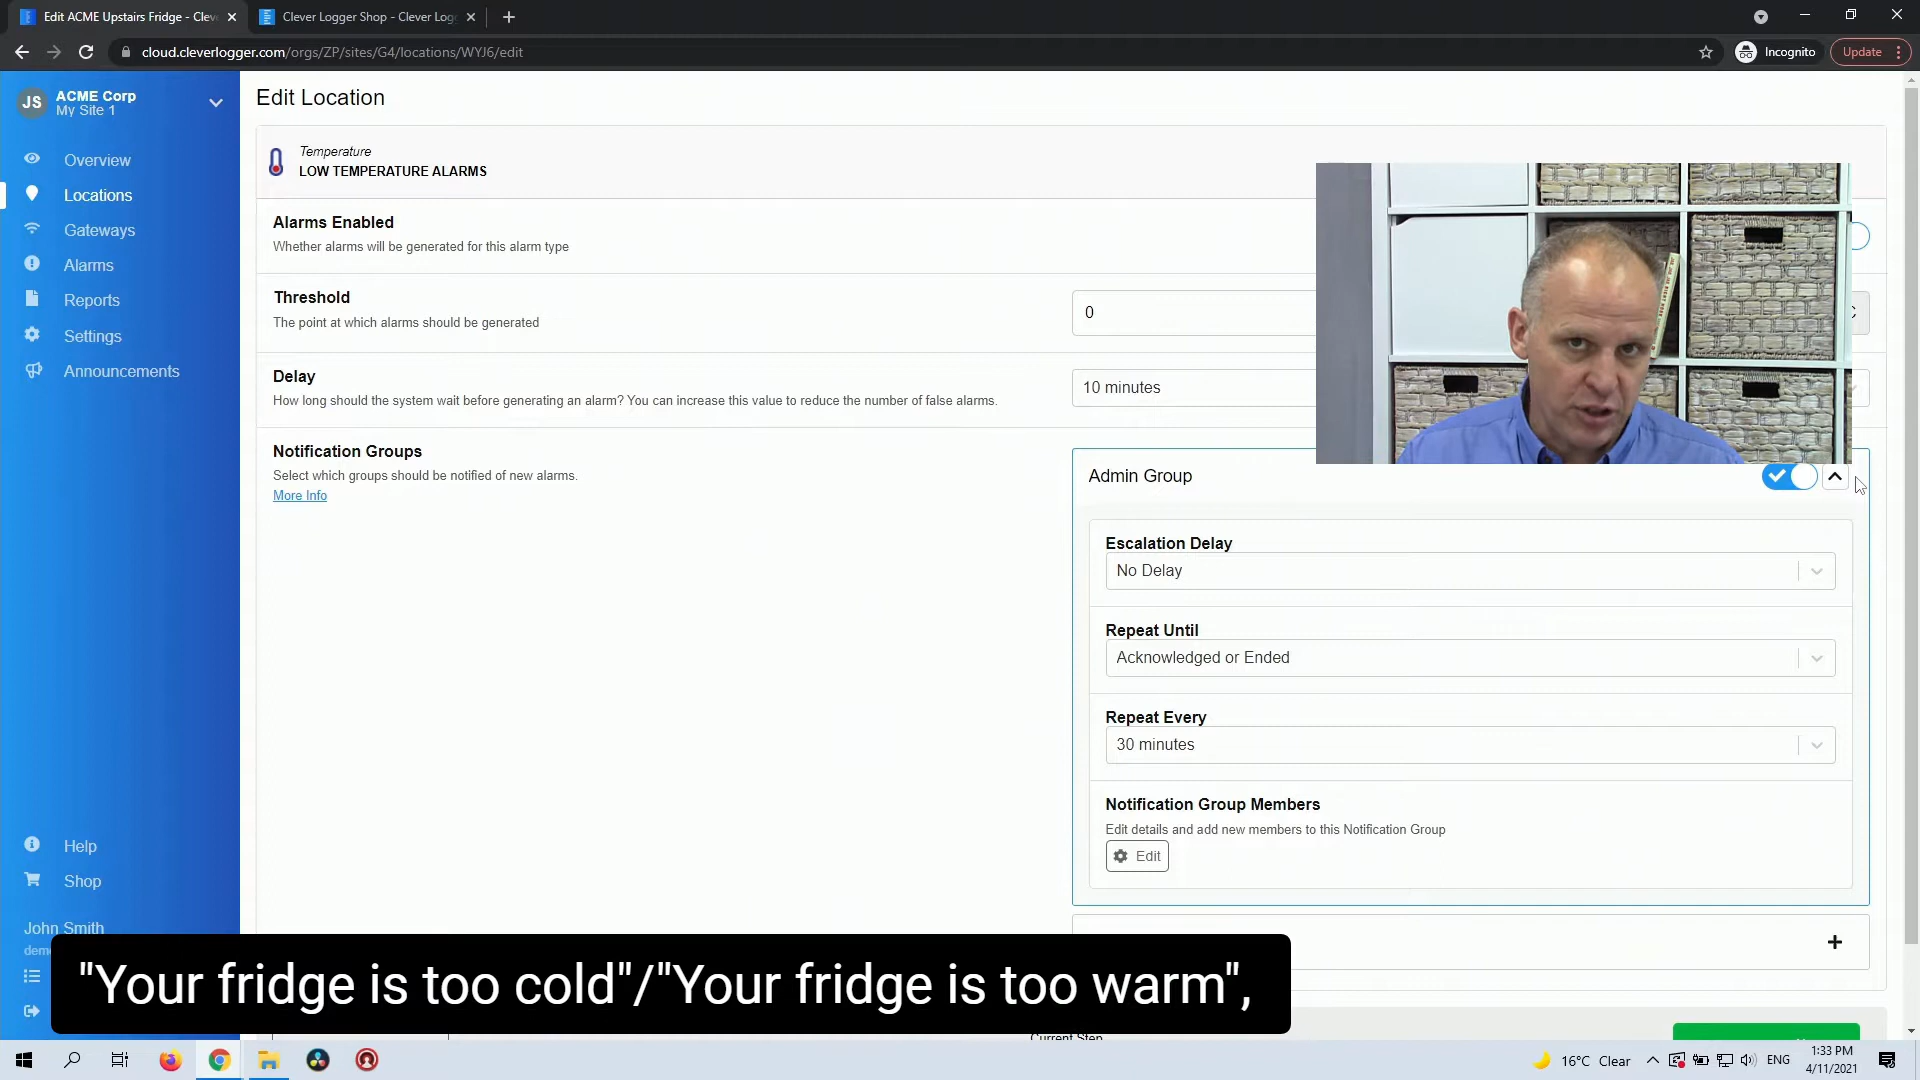 Edit ACME Upstairs Fridge - Clev
Clever Logger Shop - Clever Log
cloud.cleverlogger.com/orgs/ZP/sites/G4/locations/WYJ6/edit
Incognito
Update
JS
ACME Corp
My Site 1
Overview
Locations
Gateways
Alarms
Reports
Settings
Announcements
Help
Shop
John Smith
Edit Location
Temperature
LOW TEMPERATURE ALARMS
Alarms Enabled
Whether alarms will be generated for this alarm type
Threshold
The point at which alarms should be generated
0
Delay
How long should the system wait before generating an alarm? You can increase this value to reduce the number of false alarms.
10 minutes
Notification Groups
Select which groups should be notified of new alarms.
More Info
Admin Group
Escalation Delay
No Delay
Repeat Until
Acknowledged or Ended
Repeat Every
30 minutes
Notification Group Members
Edit details and add new members to this Notification Group
Edit
"Your fridge is too cold"/"Your fridge is too warm",
Current Step
16°C Clear
ENG
1:33 PM
4/11/2021